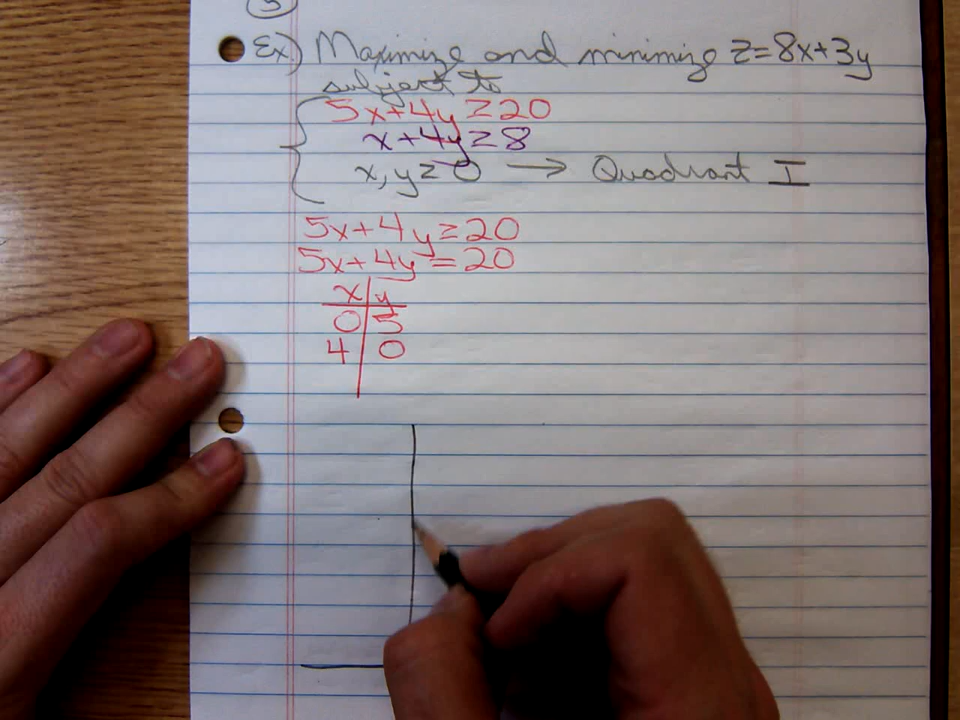 5
Ex.) Maximize and minimize z=8x+3y
subject to
5x+4y≥20
x+4y≥8
x,y≥0 → Quadrant I
5x+4y≥20
5x+4y=20
x y
0 5
4 0